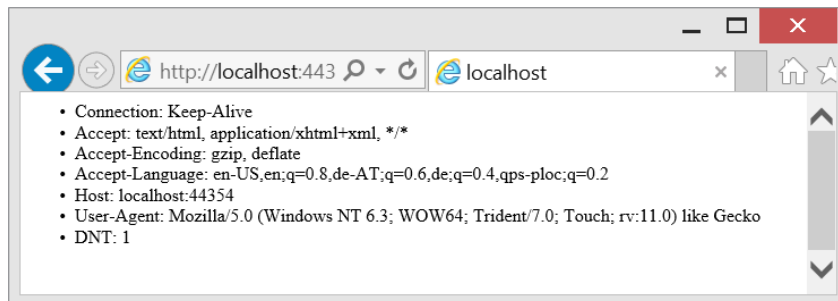 http://localhost:443 localhost
• Connection: Keep-Alive
• Accept: text/html, application/xhtml+xml, */*
• Accept-Encoding: gzip, deflate
• Accept-Language: en-US,en;q=0.8,de-AT;q=0.6,de;q=0.4,qps-ploc;q=0.2
• Host: localhost:44354
• User-Agent: Mozilla/5.0 (Windows NT 6.3; WOW64; Trident/7.0; Touch; rv:11.0) like Gecko
• DNT: 1